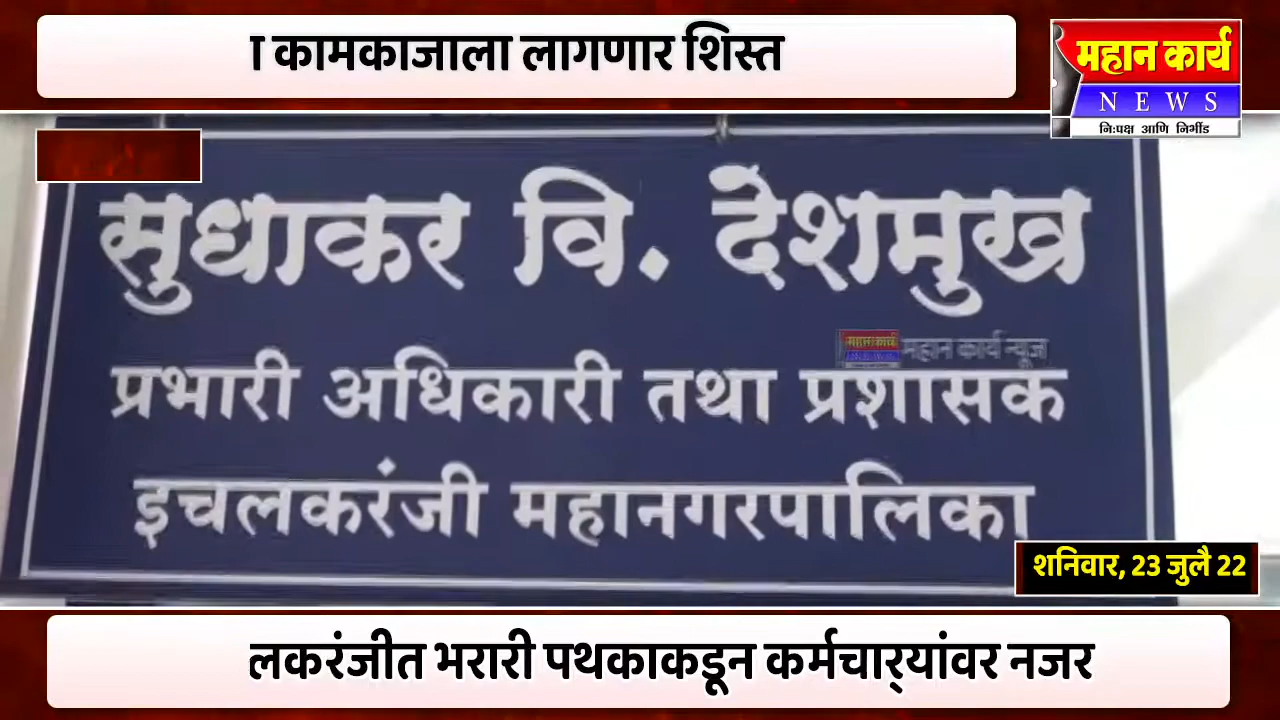 ा कामकाजाला लागणार शिस्त
महान कार्य
NEWS
निःपक्ष आणि निर्भीड
सुधाकर वि. देशमुख
महान कार्य न्यूज
प्रभारी अधिकारी तथा प्रशासक
इचलकरंजी महानगरपालिका
शनिवार, 23 जुलै 22
लकरंजीत भरारी पथकाकडून कर्मचाऱ्यांवर नजर